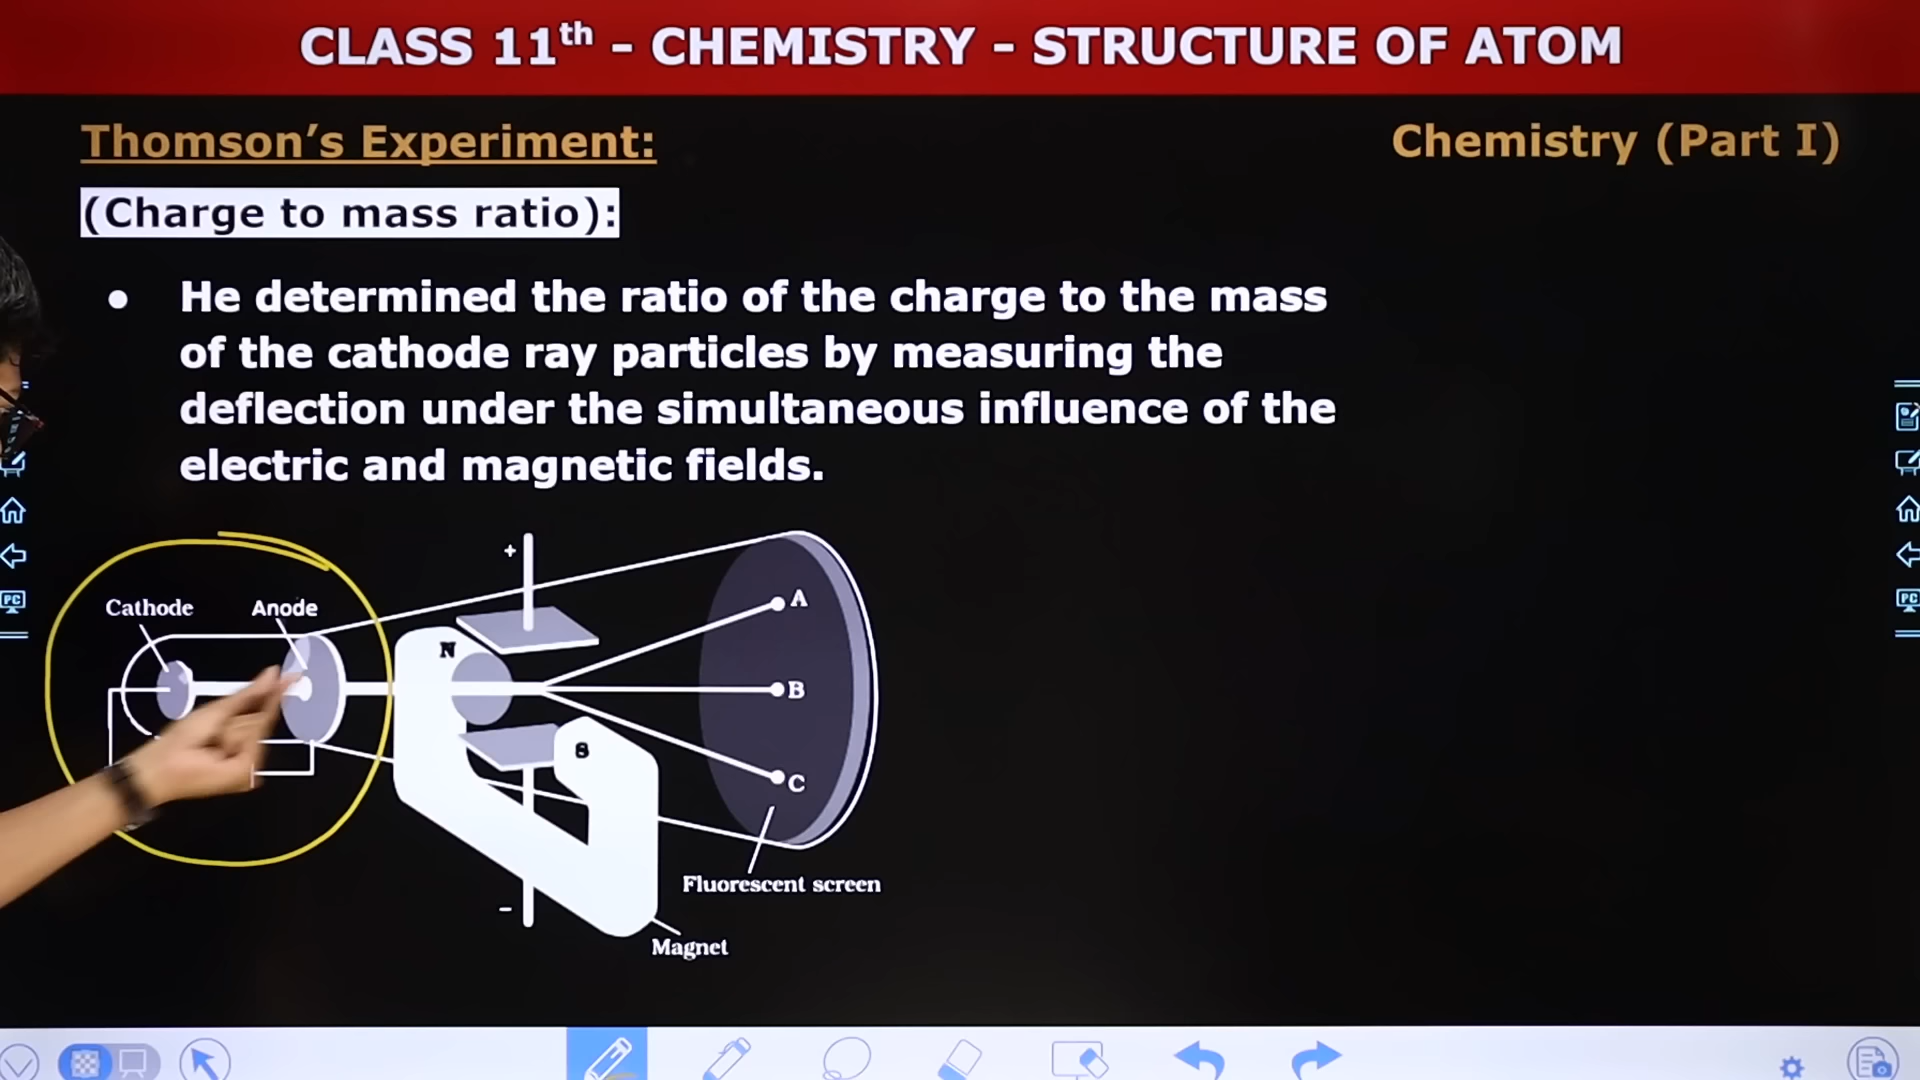 CLASS 11th - CHEMISTRY - STRUCTURE OF ATOM
Thomson’s Experiment:
Chemistry (Part I)
(Charge to mass ratio):
● He determined the ratio of the charge to the mass
of the cathode ray particles by measuring the
deflection under the simultaneous influence of the
electric and magnetic fields.
+
Cathode
Anode
A
N
B
S
C
Fluorescent screen
-
Magnet
PC
PC